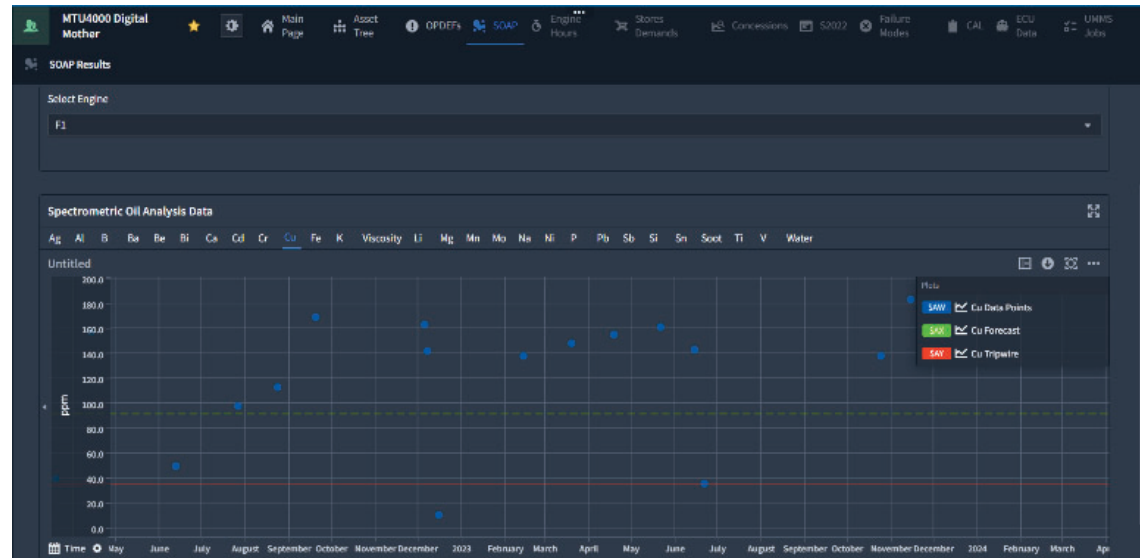 MTU4000 Digital Mother
Main Page
Asset Tree
OPDEFs
SOAP
Engine Hours
Stores Demands
Concessions
S2022
Failure Modes
CAL
ECU Data
UMMS Jobs
SOAP Results
Select Engine
F1
Spectrometric Oil Analysis Data
Ag Al B Ba Be Bi Ca Cd Cr Cu Fe K Viscosity Li Mg Mn Mo Na Ni P Pb Sb Si Sn Soot Ti V Water
Untitled
Plots
SAW Cu Data Points
SAX Cu Forecast
SAY Cu Tripwire
200.0
180.0
160.0
140.0
120.0
100.0
80.0
60.0
40.0
20.0
0.0
ppm
Time May June July August September October November December 2023 February March April May June July August September October November December 2024 February March Apr